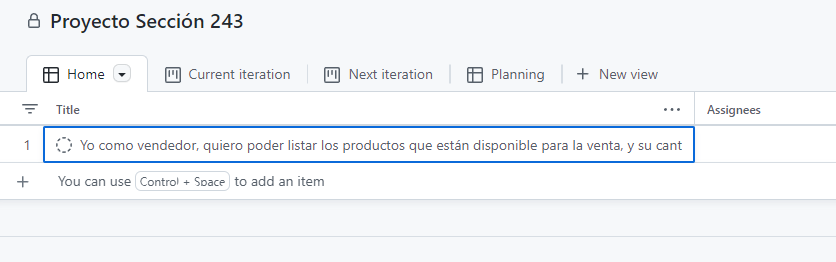 Proyecto Sección 243
Home Current iteration Next iteration Planning + New view
Title ... Assignees
1 Yo como vendedor, quiero poder listar los productos que están disponible para la venta, y su cant
+ You can use Control + Space to add an item